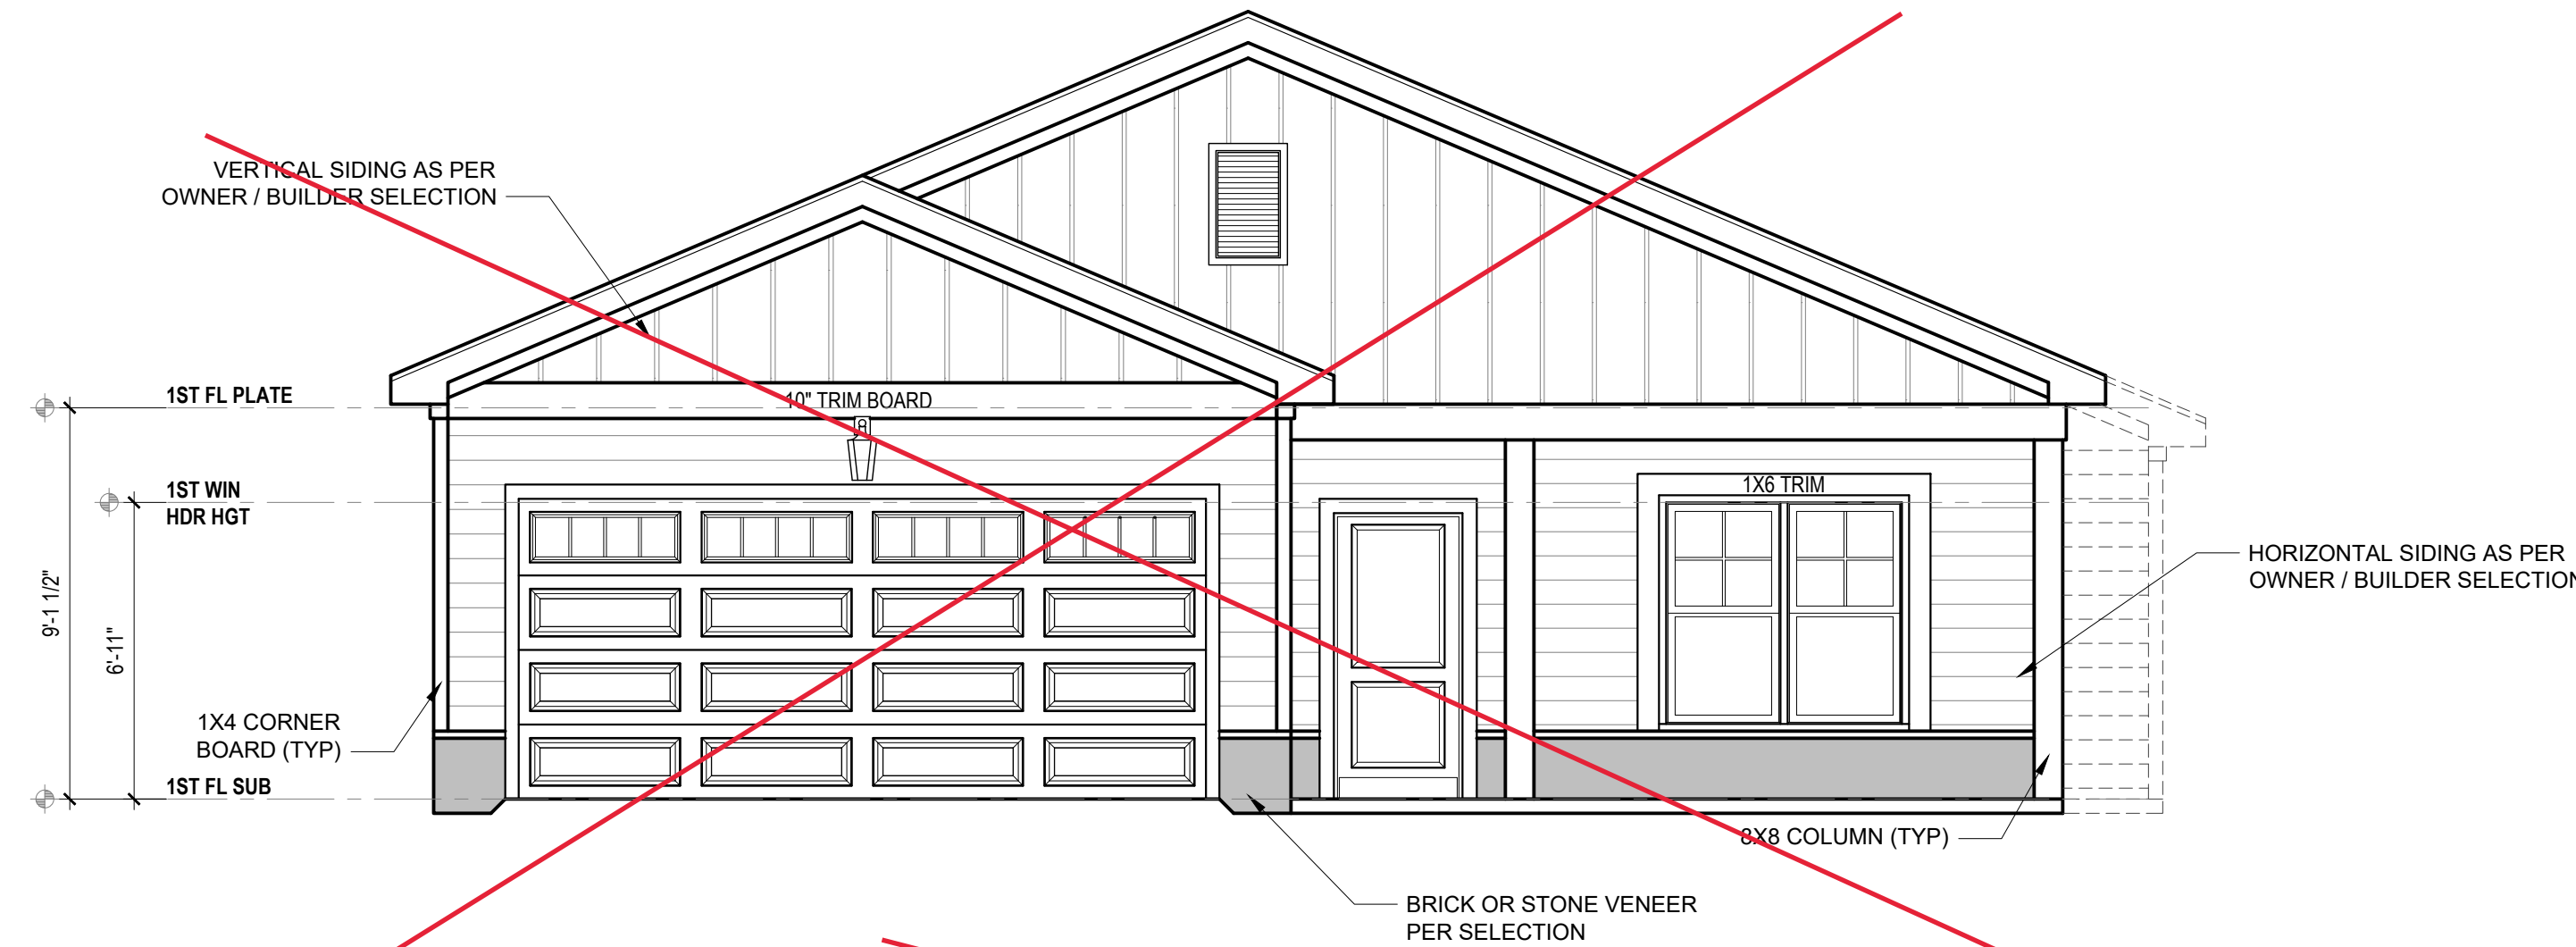 VERTICAL SIDING AS PER
OWNER / BUILDER SELECTION
1ST FL PLATE
10" TRIM BOARD
1ST WIN
HDR HGT
1X6 TRIM
HORIZONTAL SIDING AS PER
OWNER / BUILDER SELECTION
9'-1 1/2"
6'-11"
1X4 CORNER
BOARD (TYP)
1ST FL SUB
8X8 COLUMN (TYP)
BRICK OR STONE VENEER
PER SELECTION